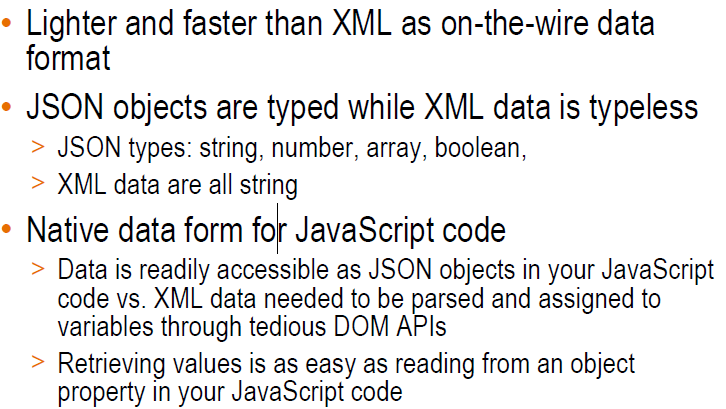 • Lighter and faster than XML as on-the-wire data
format
• JSON objects are typed while XML data is typeless
> JSON types: string, number, array, boolean,
> XML data are all string
• Native data form for JavaScript code
> Data is readily accessible as JSON objects in your JavaScript
code vs. XML data needed to be parsed and assigned to
variables through tedious DOM APIs
> Retrieving values is as easy as reading from an object
property in your JavaScript code